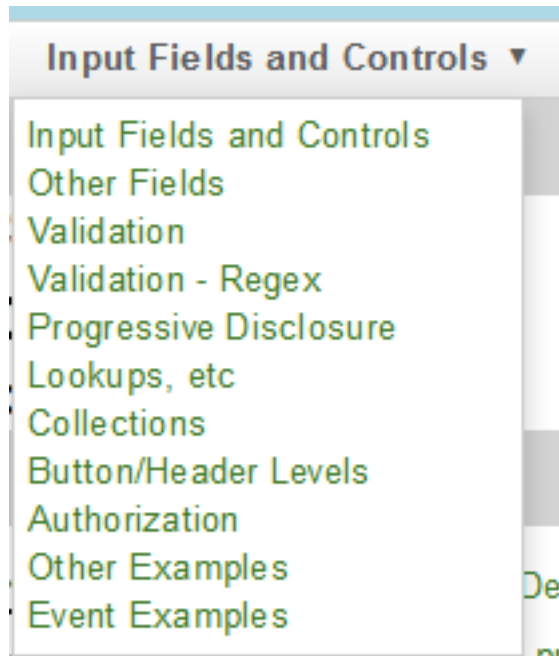 Input Fields and Controls ▼
Input Fields and Controls
Other Fields
Validation
Validation - Regex
Progressive Disclosure
Lookups, etc
Collections
Button/Header Levels
Authorization
Other Examples
Event Examples